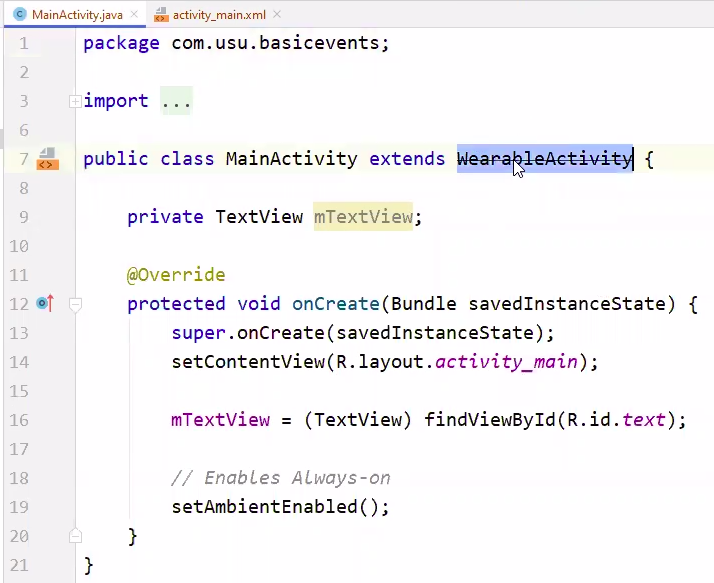 MainActivity.java × activity_main.xml ×
1 package com.usu.basicevents;
2
3 import ...
6
7 public class MainActivity extends WearableActivity {
8
9 private TextView mTextView;
10
11 @Override
12 protected void onCreate(Bundle savedInstanceState) {
13 super.onCreate(savedInstanceState);
14 setContentView(R.layout.activity_main);
15
16 mTextView = (TextView) findViewById(R.id.text);
17
18 // Enables Always-on
19 setAmbientEnabled();
20 }
21 }